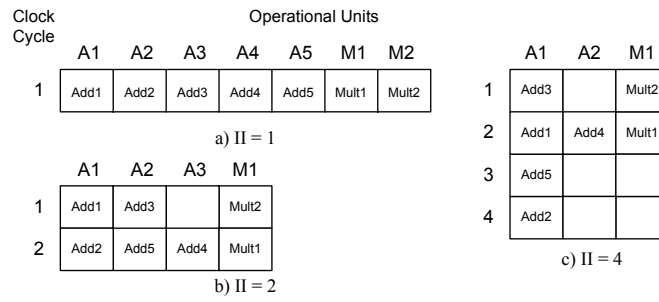 Clock Cycle
Operational Units
A1 A2 A3 A4 A5 M1 M2
1 Add1 Add2 Add3 Add4 Add5 Mult1 Mult2
a) II = 1
A1 A2 A3 M1
1 Add1 Add3 Mult2
2 Add2 Add5 Add4 Mult1
b) II = 2
A1 A2 M1
1 Add3 Mult2
2 Add1 Add4 Mult1
3 Add5
4 Add2
c) II = 4